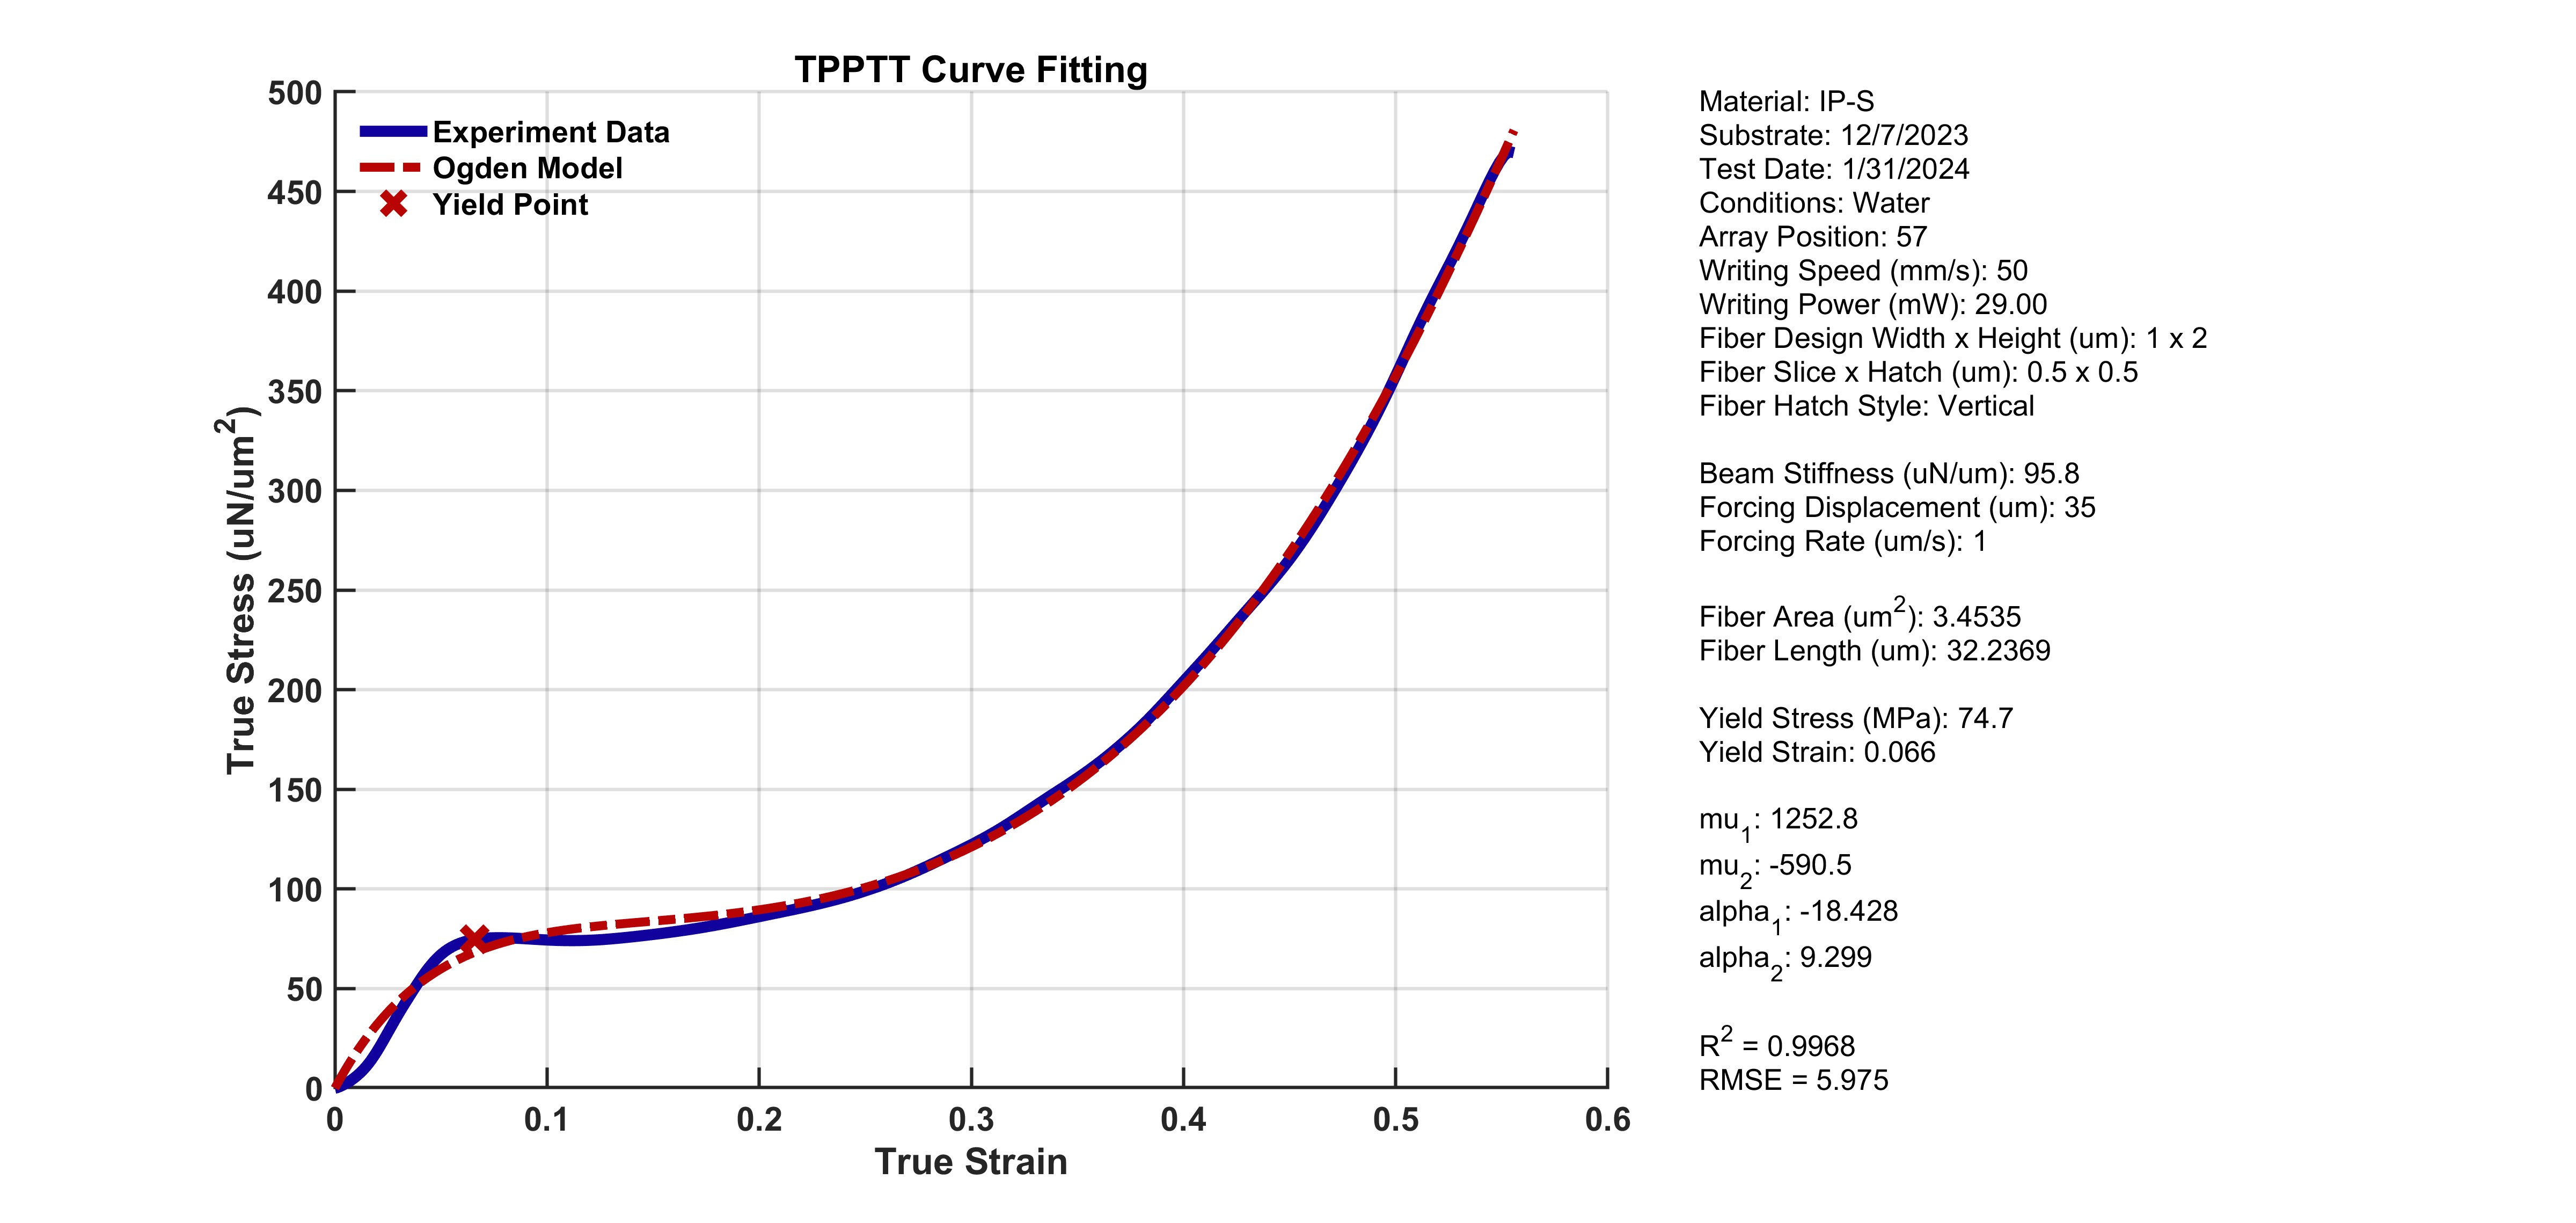 TPPTT Curve Fitting
500
450
400
350
300
250
200
150
100
50
0
True Stress (uN/um²)
Experiment Data
Ogden Model
Yield Point
0 0.1 0.2 0.3 0.4 0.5 0.6
True Strain
Material: IP-S
Substrate: 12/7/2023
Test Date: 1/31/2024
Conditions: Water
Array Position: 57
Writing Speed (mm/s): 50
Writing Power (mW): 29.00
Fiber Design Width x Height (um): 1 x 2
Fiber Slice x Hatch (um): 0.5 x 0.5
Fiber Hatch Style: Vertical
Beam Stiffness (uN/um): 95.8
Forcing Displacement (um): 35
Forcing Rate (um/s): 1
Fiber Area (um²): 3.4535
Fiber Length (um): 32.2369
Yield Stress (MPa): 74.7
Yield Strain: 0.066
mu₁: 1252.8
mu₂: -590.5
alpha₁: -18.428
alpha₂: 9.299
R² = 0.9968
RMSE = 5.975